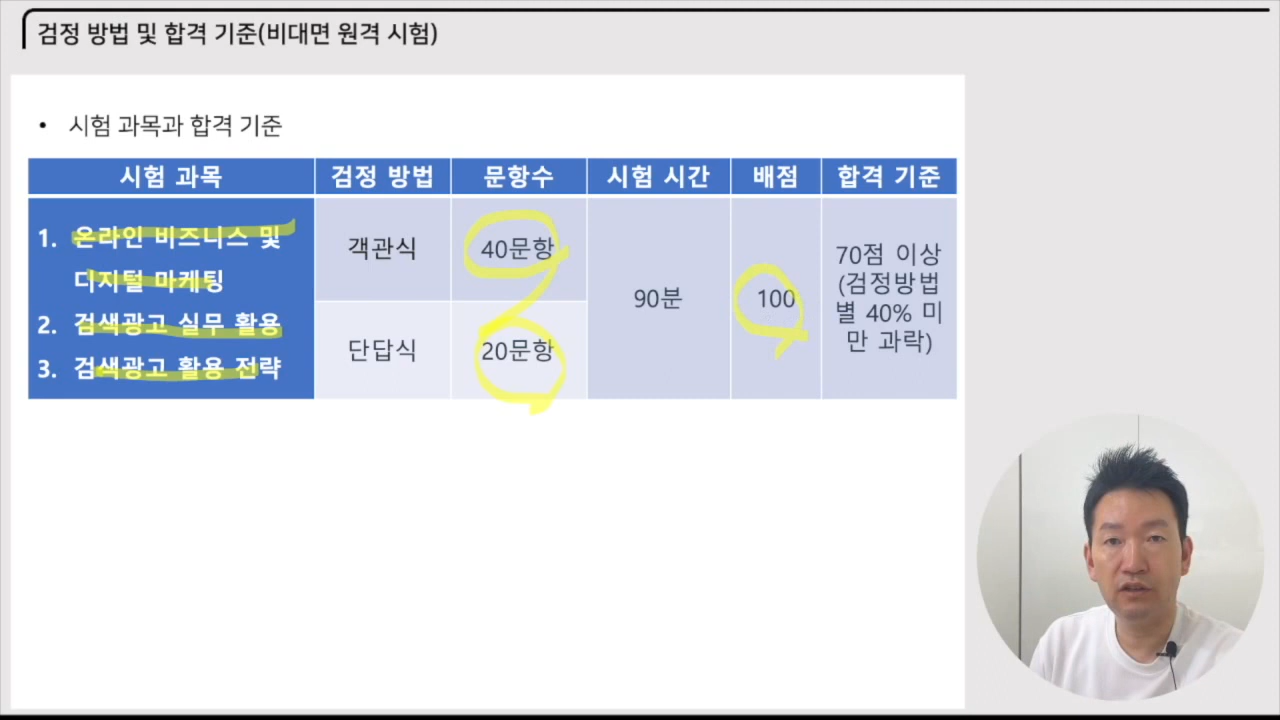 검정 방법 및 합격 기준(비대면 원격 시험)
• 시험 과목과 합격 기준
시험 과목 검정 방법 문항수 시험 시간 배점 합격 기준
1. 온라인 비즈니스 및
디지털 마케팅
2. 검색광고 실무 활용
3. 검색광고 활용 전략
객관식 40문항
단답식 20문항
90분
100
70점 이상
(검정방법
별 40% 미
만 과락)